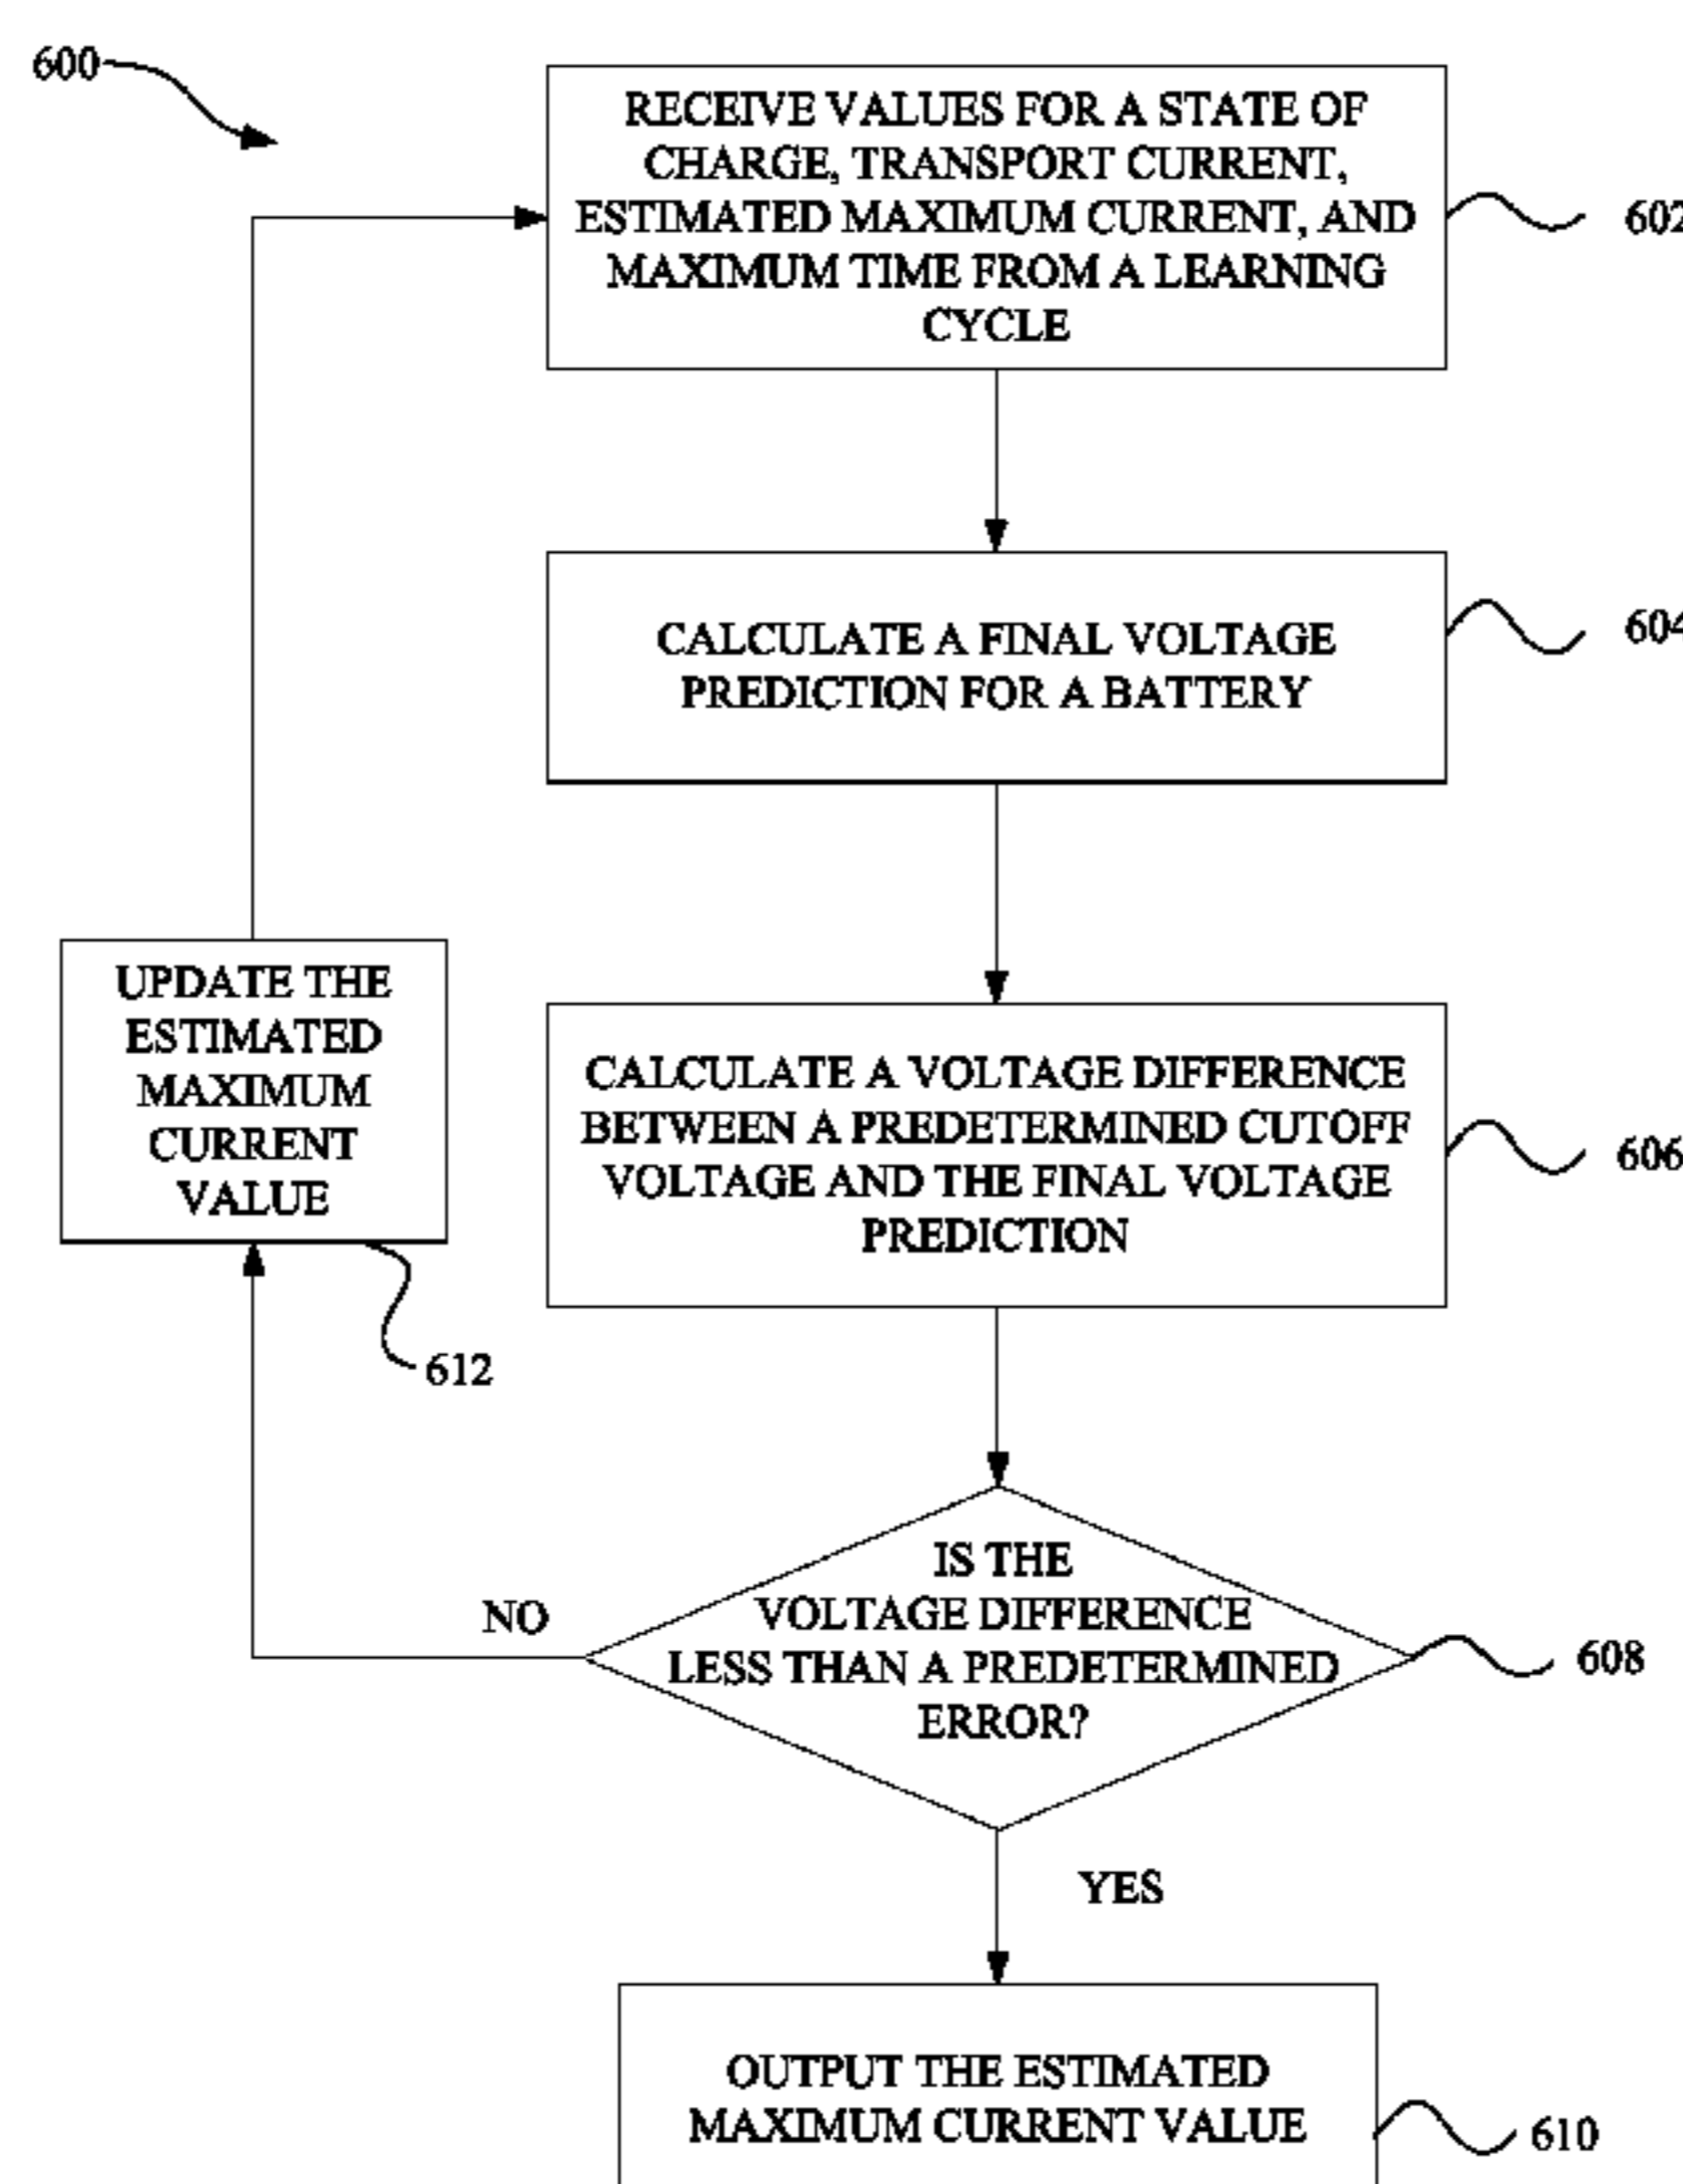 600
RECEIVE VALUES FOR A STATE OF
CHARGE, TRANSPORT CURRENT,
ESTIMATED MAXIMUM CURRENT, AND
MAXIMUM TIME FROM A LEARNING
CYCLE
602
CALCULATE A FINAL VOLTAGE
PREDICTION FOR A BATTERY
604
UPDATE THE
ESTIMATED
MAXIMUM
CURRENT
VALUE
612
CALCULATE A VOLTAGE DIFFERENCE
BETWEEN A PREDETERMINED CUTOFF
VOLTAGE AND THE FINAL VOLTAGE
PREDICTION
606
IS THE
VOLTAGE DIFFERENCE
LESS THAN A PREDETERMINED
ERROR?
608
NO
YES
OUTPUT THE ESTIMATED
MAXIMUM CURRENT VALUE
610